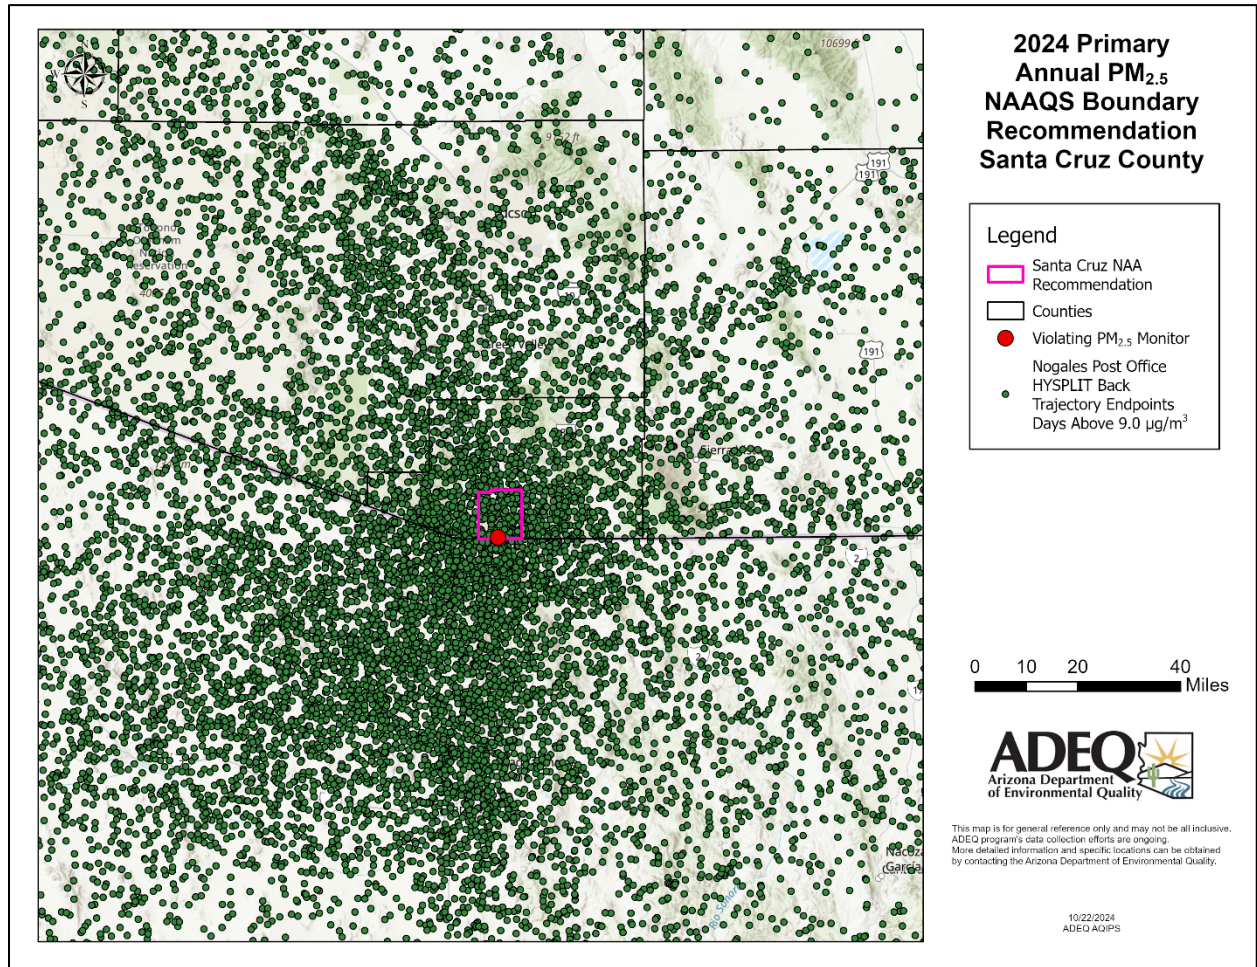 2024 Primary
Annual PM2.5
NAAQS Boundary
Recommendation
Santa Cruz County
Legend
Santa Cruz NAA
Recommendation
Counties
Violating PM2.5 Monitor
Nogales Post Office
HYSPLIT Back
Trajectory Endpoints
Days Above 9.0 µg/m³
0 10 20 40
Miles
ADEQ
Arizona Department
of Environmental Quality
This map is for general reference only and may not be all inclusive.
ADEQ program's data collection efforts are ongoing.
More detailed information and specific locations can be obtained
by contacting the Arizona Department of Environmental Quality.
10/22/2024
ADEQ AQIPS
W
S
10699 ft
191
191
191
2
2